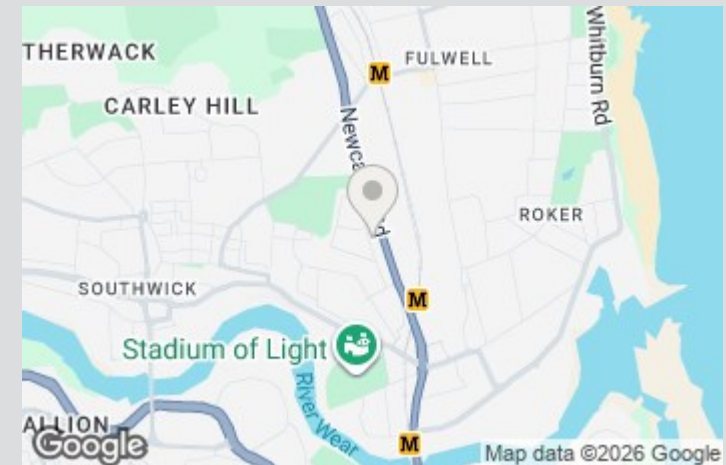 THERWACK
FULWELL
Whitburn Rd
M
CARLEY HILL
Newca
d
ROKER
SOUTHWICK
M
Stadium of Light
River Wear
ALLION
M
Google
Map data ©2026 Google